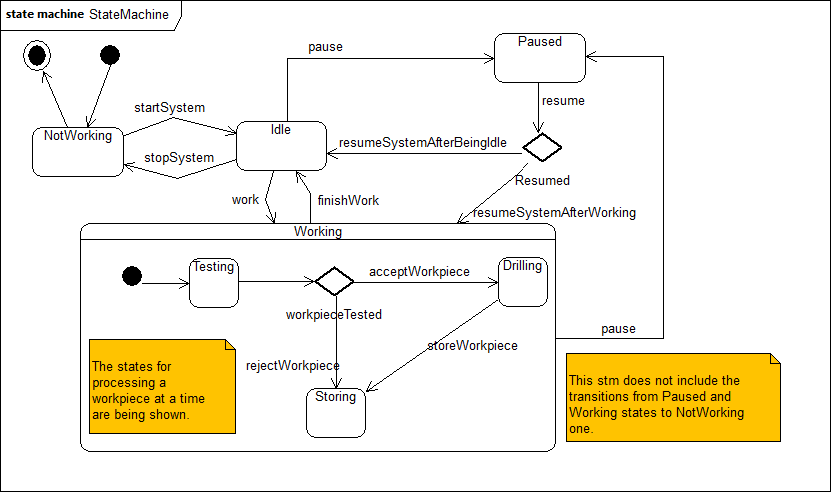 state machine StateMachine
Paused
pause
resume
startSystem
Idle
NotWorking
resumeSystemAfterBeingIdle
stopSystem
Resumed
work
finishWork
resumeSystemAfterWorking
Working
Testing
acceptWorkpiece
Drilling
workpieceTested
pause
storeWorkpiece
rejectWorkpiece
The states for
processing a
workpiece at a time
are being shown.
Storing
This stm does not include the
transitions from Paused and
Working states to NotWorking
one.